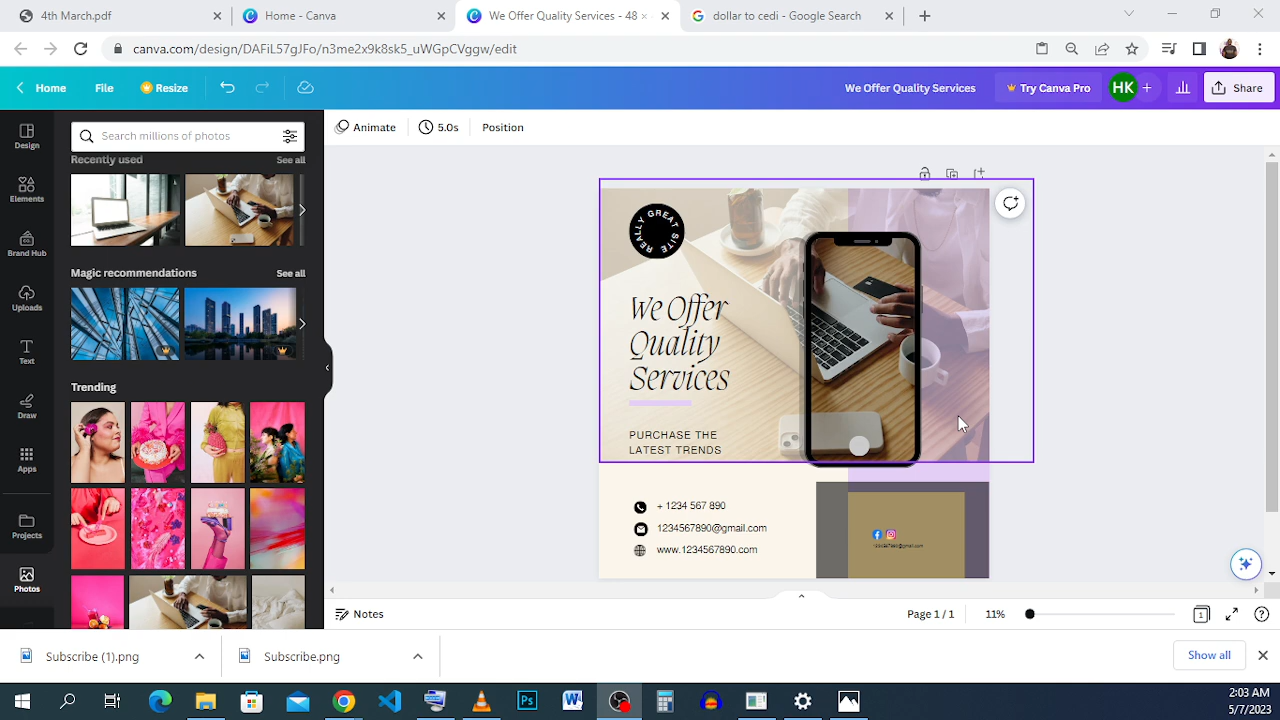 4th March.pdf
Home - Canva
We Offer Quality Services - 48 ×
dollar to cedi - Google Search
canva.com/design/DAFiL57gJFo/n3me2x9k8sk5_uWGpCVggw/edit
Home
File
Resize
We Offer Quality Services
Try Canva Pro
HK
Share
Design
Elements
Brand Hub
Uploads
Text
Draw
Apps
Projects
Photos
Search millions of photos
Recently used
See all
Magic recommendations
See all
Trending
Animate
5.0s
Position
REALLY GREAT SITE
We Offer
Quality
Services
PURCHASE THE
LATEST TRENDS
+ 1234 567 890
1234567890@gmail.com
www.1234567890.com
1234567890@gmail.com
Notes
Page 1 / 1
11%
1
Subscribe (1).png
Subscribe.png
Show all
2:03 AM
5/7/2023